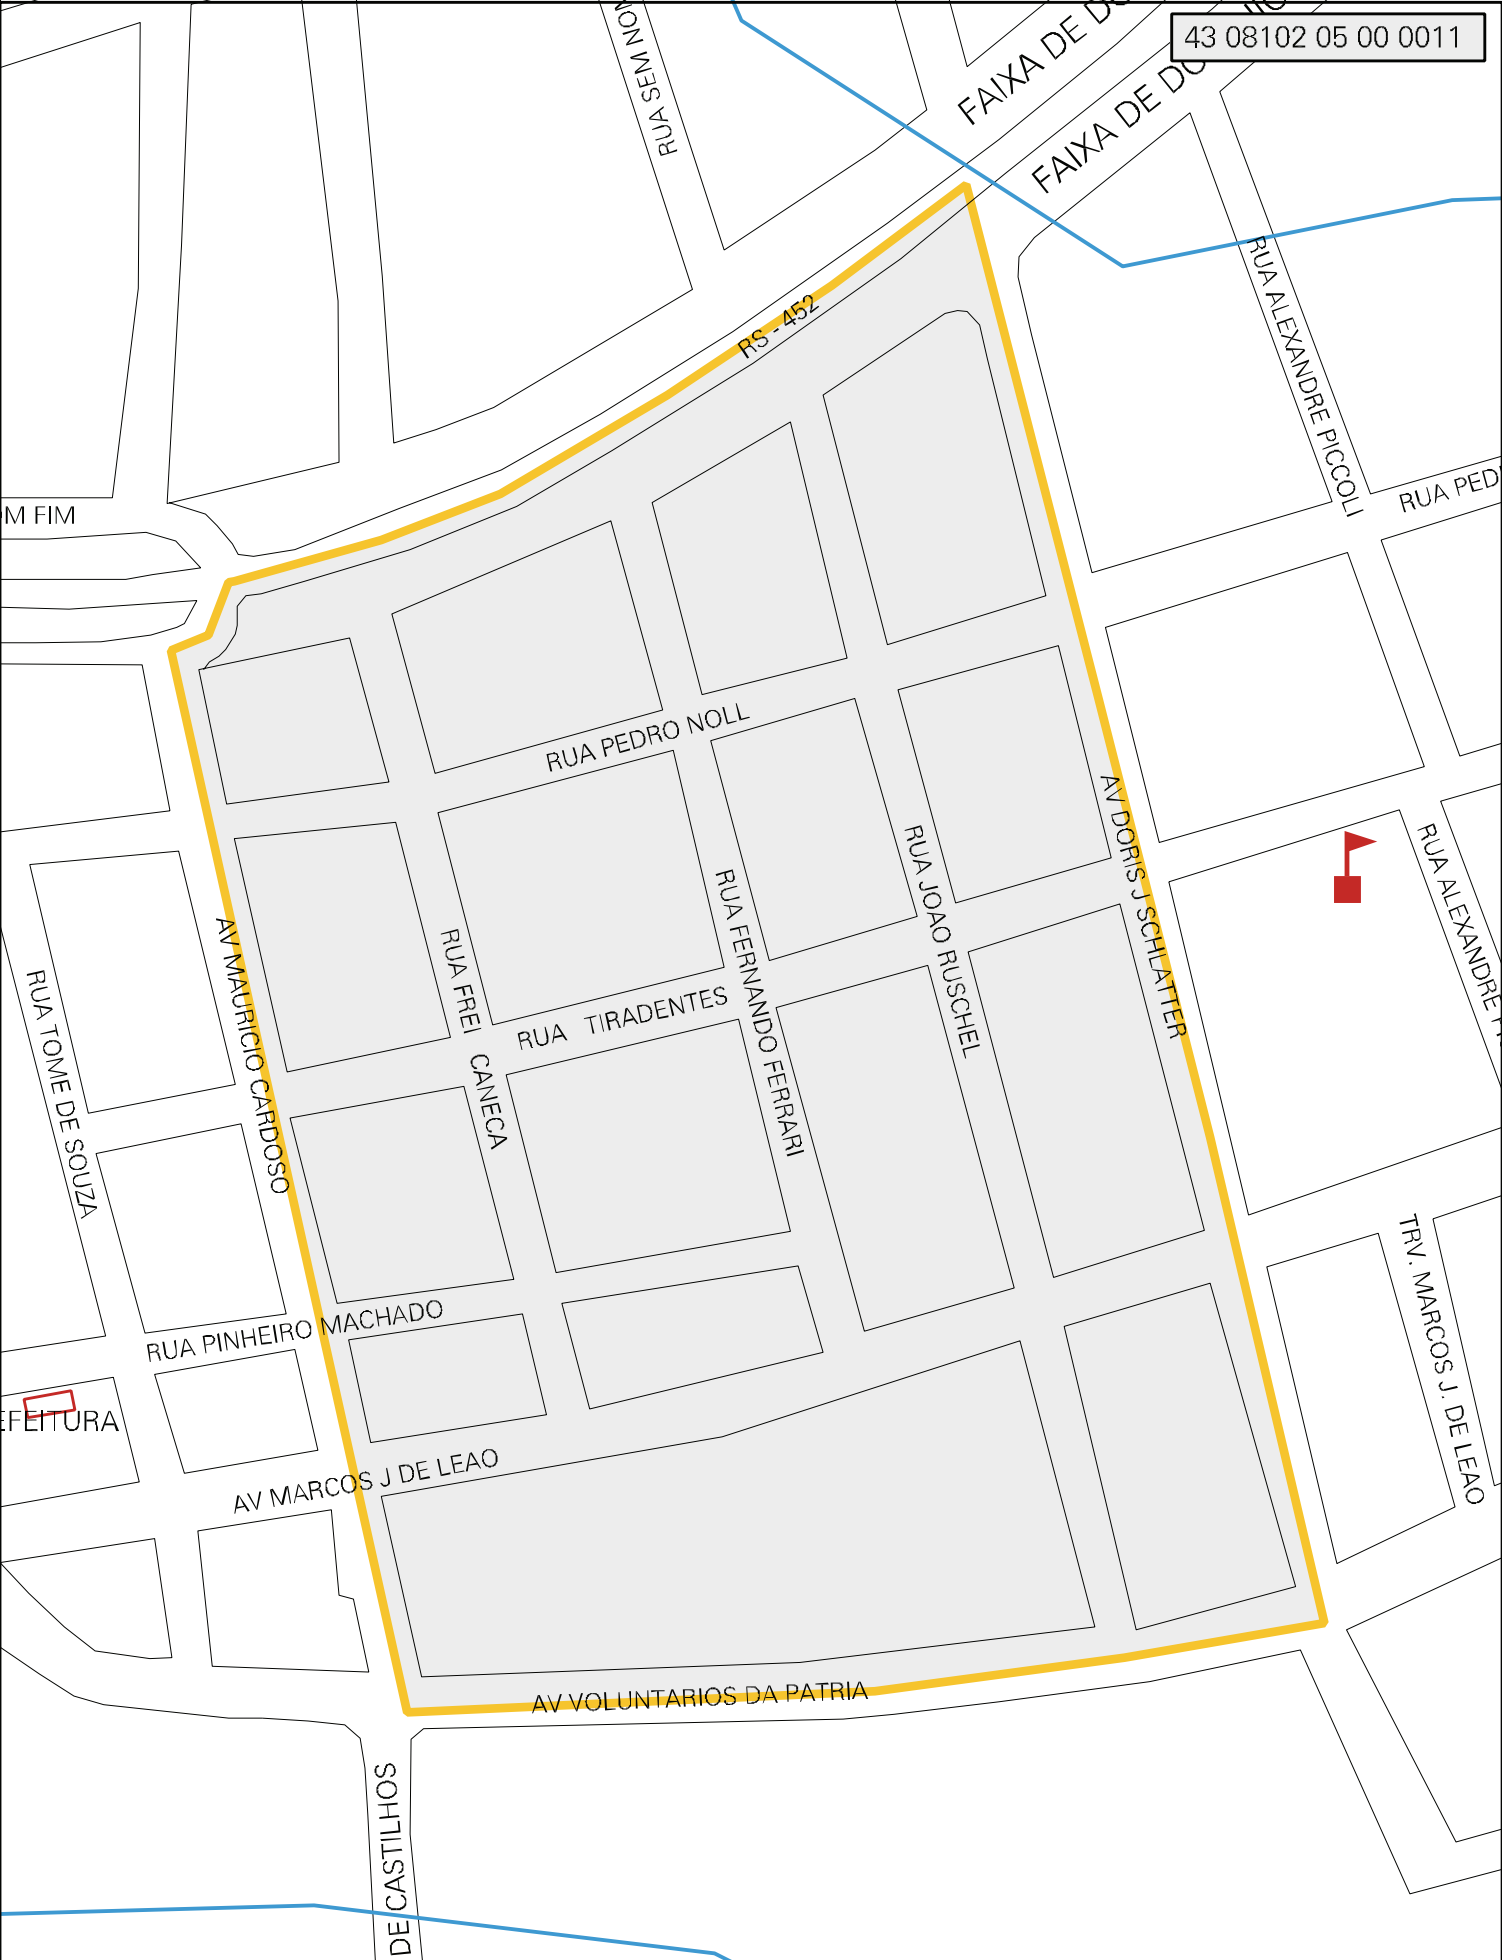 43 08102 05 00 0011
FAIXA DE
FAIXA DE
RUA SEM
RS - 452
RUA ALEXANDRE PICCOLI
RUA
FIM
RUA PEDRO NOLL
AV DORIS J SCHLATTER
RUA JOAO RUSCHEL
RUA FERNANDO FERRARI
RUA ALEXANDRE
AV MAURICIO CARDOSO
RUA FREI CANECA
RUA TIRADENTES
RUA TOME DE SOUZA
TRV. MARCOS J. DE LEAO
RUA PINHEIRO MACHADO
EFEITURA
AV MARCOS J DE LEAO
AV VOLUNTARIOS DA PATRIA
DE CASTILHOS